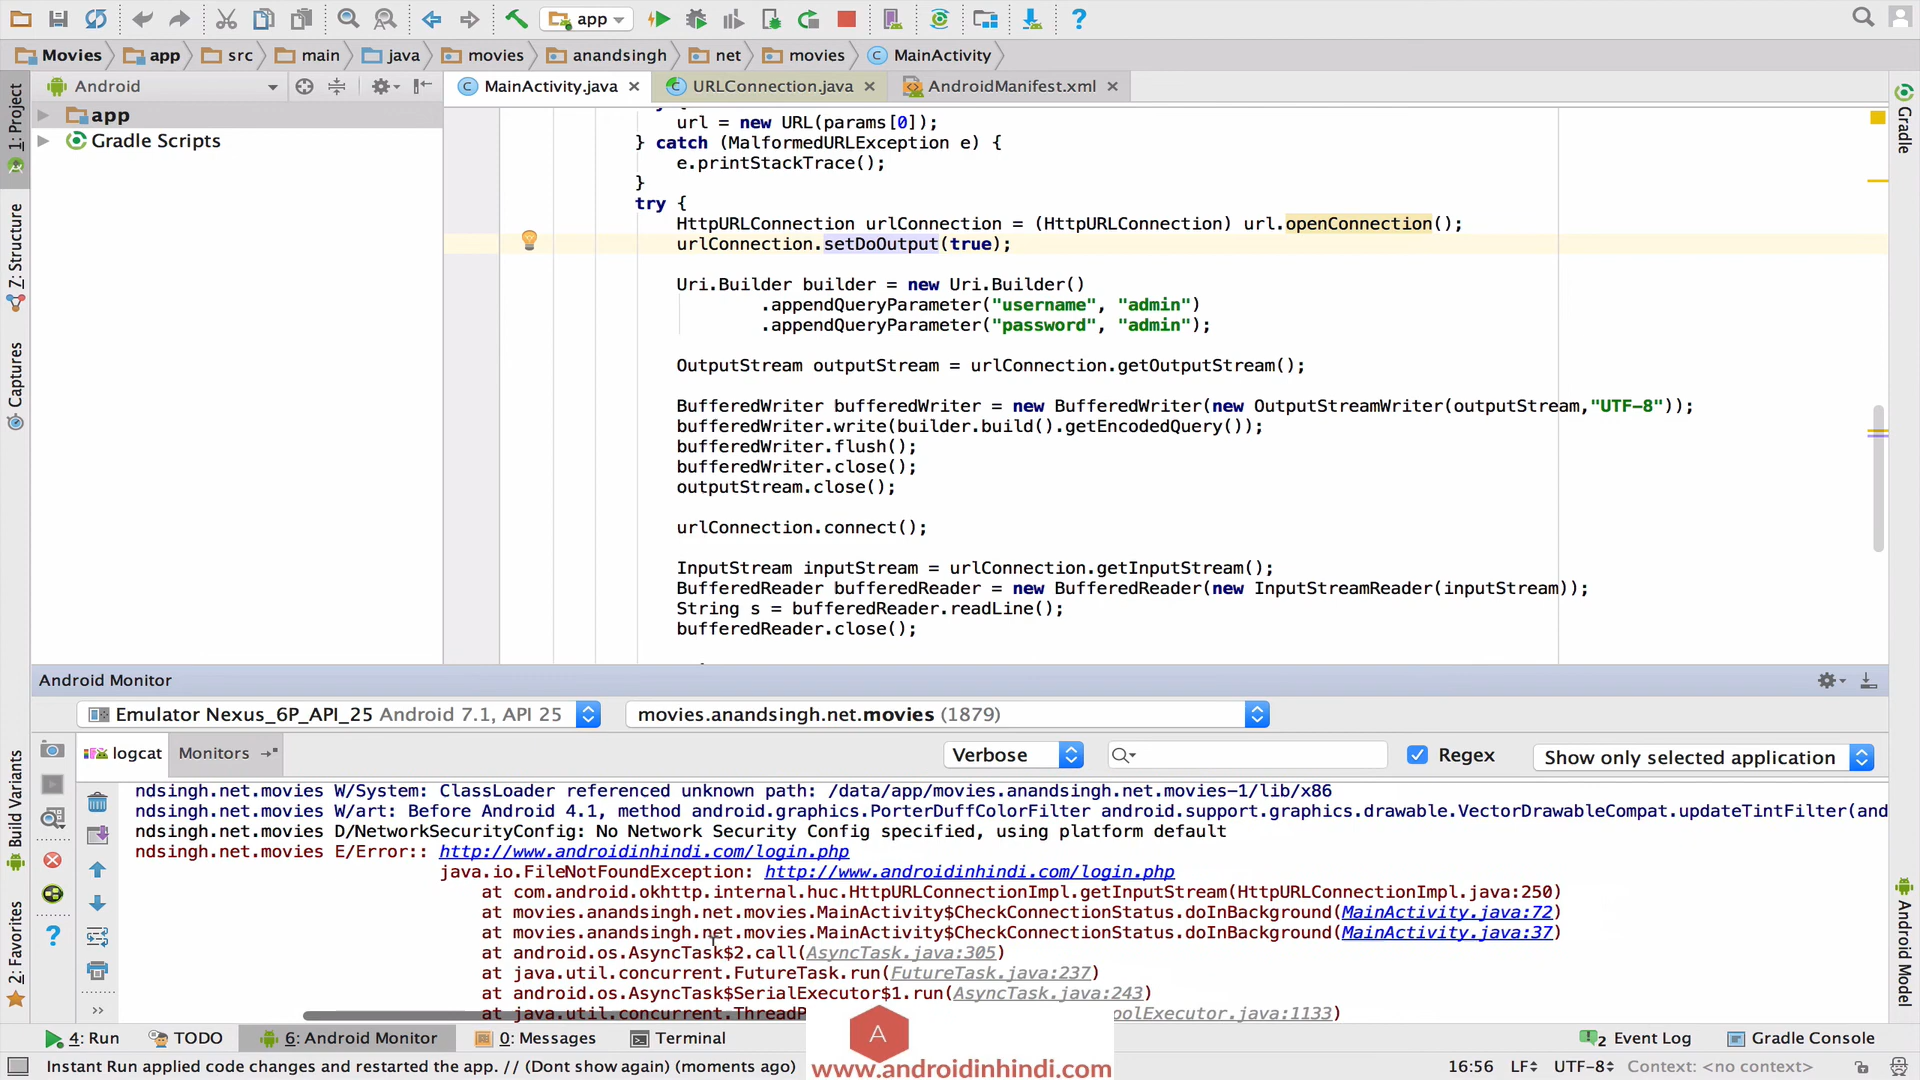 app
Movies app src main java movies anandsingh net movies MainActivity
Android
MainActivity.java URLConnection.java AndroidManifest.xml
1: Project
Z: Structure
Captures
Build Variants
2: Favorites
Gradle
Android Model
app
Gradle Scripts
url = new URL(params[0]);
} catch (MalformedURLException e) {
e.printStackTrace();
}
try {
HttpURLConnection urlConnection = (HttpURLConnection) url.openConnection();
urlConnection.setDoOutput(true);
Uri.Builder builder = new Uri.Builder()
.appendQueryParameter("username", "admin")
.appendQueryParameter("password", "admin");
OutputStream outputStream = urlConnection.getOutputStream();
BufferedWriter bufferedWriter = new BufferedWriter(new OutputStreamWriter(outputStream,"UTF-8"));
bufferedWriter.write(builder.build().getEncodedQuery());
bufferedWriter.flush();
bufferedWriter.close();
outputStream.close();
urlConnection.connect();
InputStream inputStream = urlConnection.getInputStream();
BufferedReader bufferedReader = new BufferedReader(new InputStreamReader(inputStream));
String s = bufferedReader.readLine();
bufferedReader.close();
Android Monitor
Emulator Nexus_6P_API_25 Android 7.1, API 25 movies.anandsingh.net.movies (1879)
logcat Monitors Verbose Regex Show only selected application
ndsingh.net.movies W/System: ClassLoader referenced unknown path: /data/app/movies.anandsingh.net.movies-1/lib/x86
ndsingh.net.movies W/art: Before Android 4.1, method android.graphics.PorterDuffColorFilter android.support.graphics.drawable.VectorDrawableCompat.updateTintFilter(and
ndsingh.net.movies D/NetworkSecurityConfig: No Network Security Config specified, using platform default
ndsingh.net.movies E/Error:: http://www.androidinhindi.com/login.php
java.io.FileNotFoundException: http://www.androidinhindi.com/login.php
at com.android.okhttp.internal.huc.HttpURLConnectionImpl.getInputStream(HttpURLConnectionImpl.java:250)
at movies.anandsingh.net.movies.MainActivity$CheckConnectionStatus.doInBackground(MainActivity.java:72)
at movies.anandsingh.net.movies.MainActivity$CheckConnectionStatus.doInBackground(MainActivity.java:37)
at android.os.AsyncTask$2.call(AsyncTask.java:305)
at java.util.concurrent.FutureTask.run(FutureTask.java:237)
at android.os.AsyncTask$SerialExecutor$1.run(AsyncTask.java:243)
at java.util.concurrent.ThreadP oolExecutor.java:1133)
4: Run TODO 6: Android Monitor 0: Messages Terminal 2 Event Log Gradle Console
A
www.androidinhindi.com
Instant Run applied code changes and restarted the app. // (Dont show again) (moments ago) 16:56 LF UTF-8 Context: <no context>